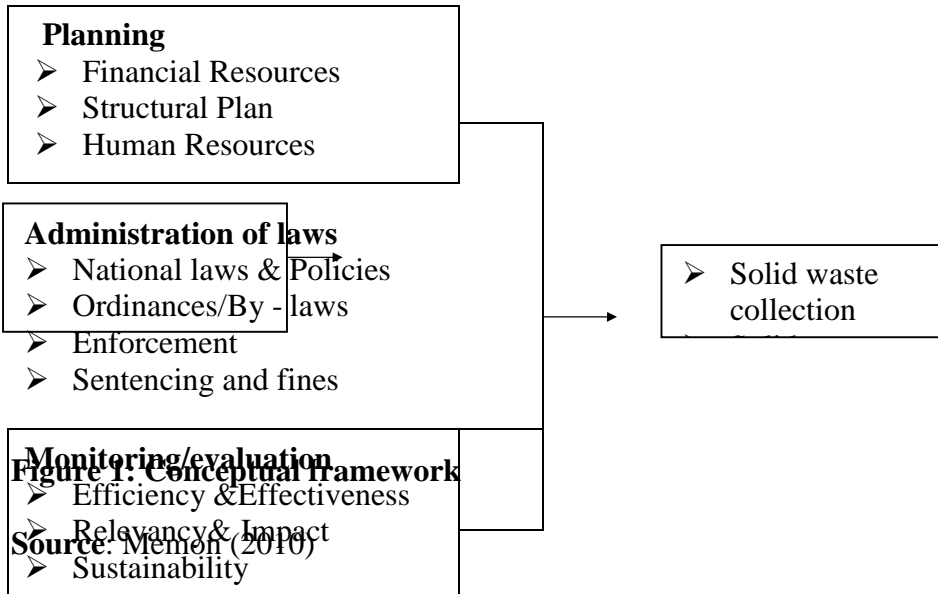 Planning
➢ Financial Resources
➢ Structural Plan
➢ Human Resources
Administration of laws
➢ National laws & Policies
➢ Ordinances/By - laws
➢ Enforcement
➢ Sentencing and fines
➢ Solid waste
collection
Monitoring/evaluation
Figure 1: Conceptual framework
➢ Efficiency &Effectiveness
➢ Relevancy& Impact
Source: Memon (2010)
➢ Sustainability